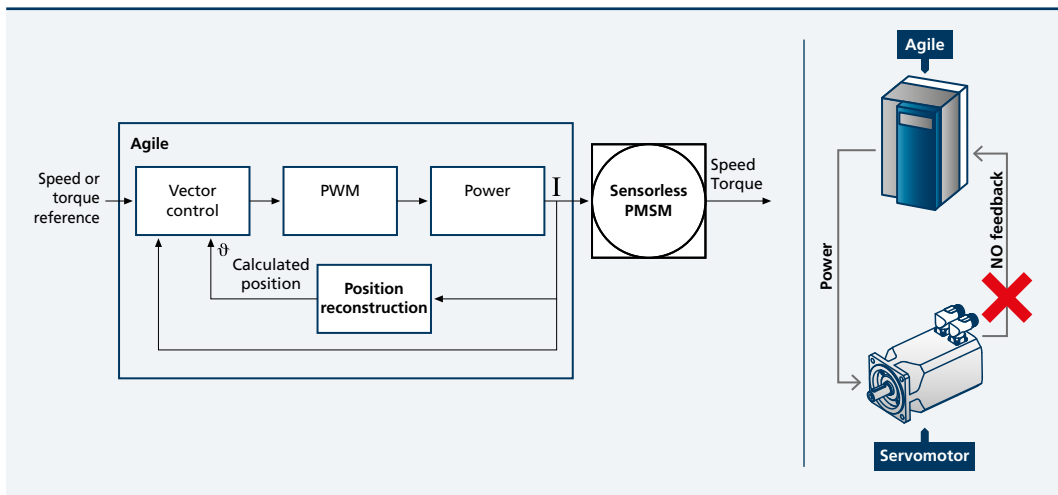 Agile
Speed or
torque
reference
Vector
control
PWM
Power
I
Sensorless
PMSM
Speed
Torque
ϑ
Calculated
position
Position
reconstruction
Agile
Power
NO feedback
Servomotor